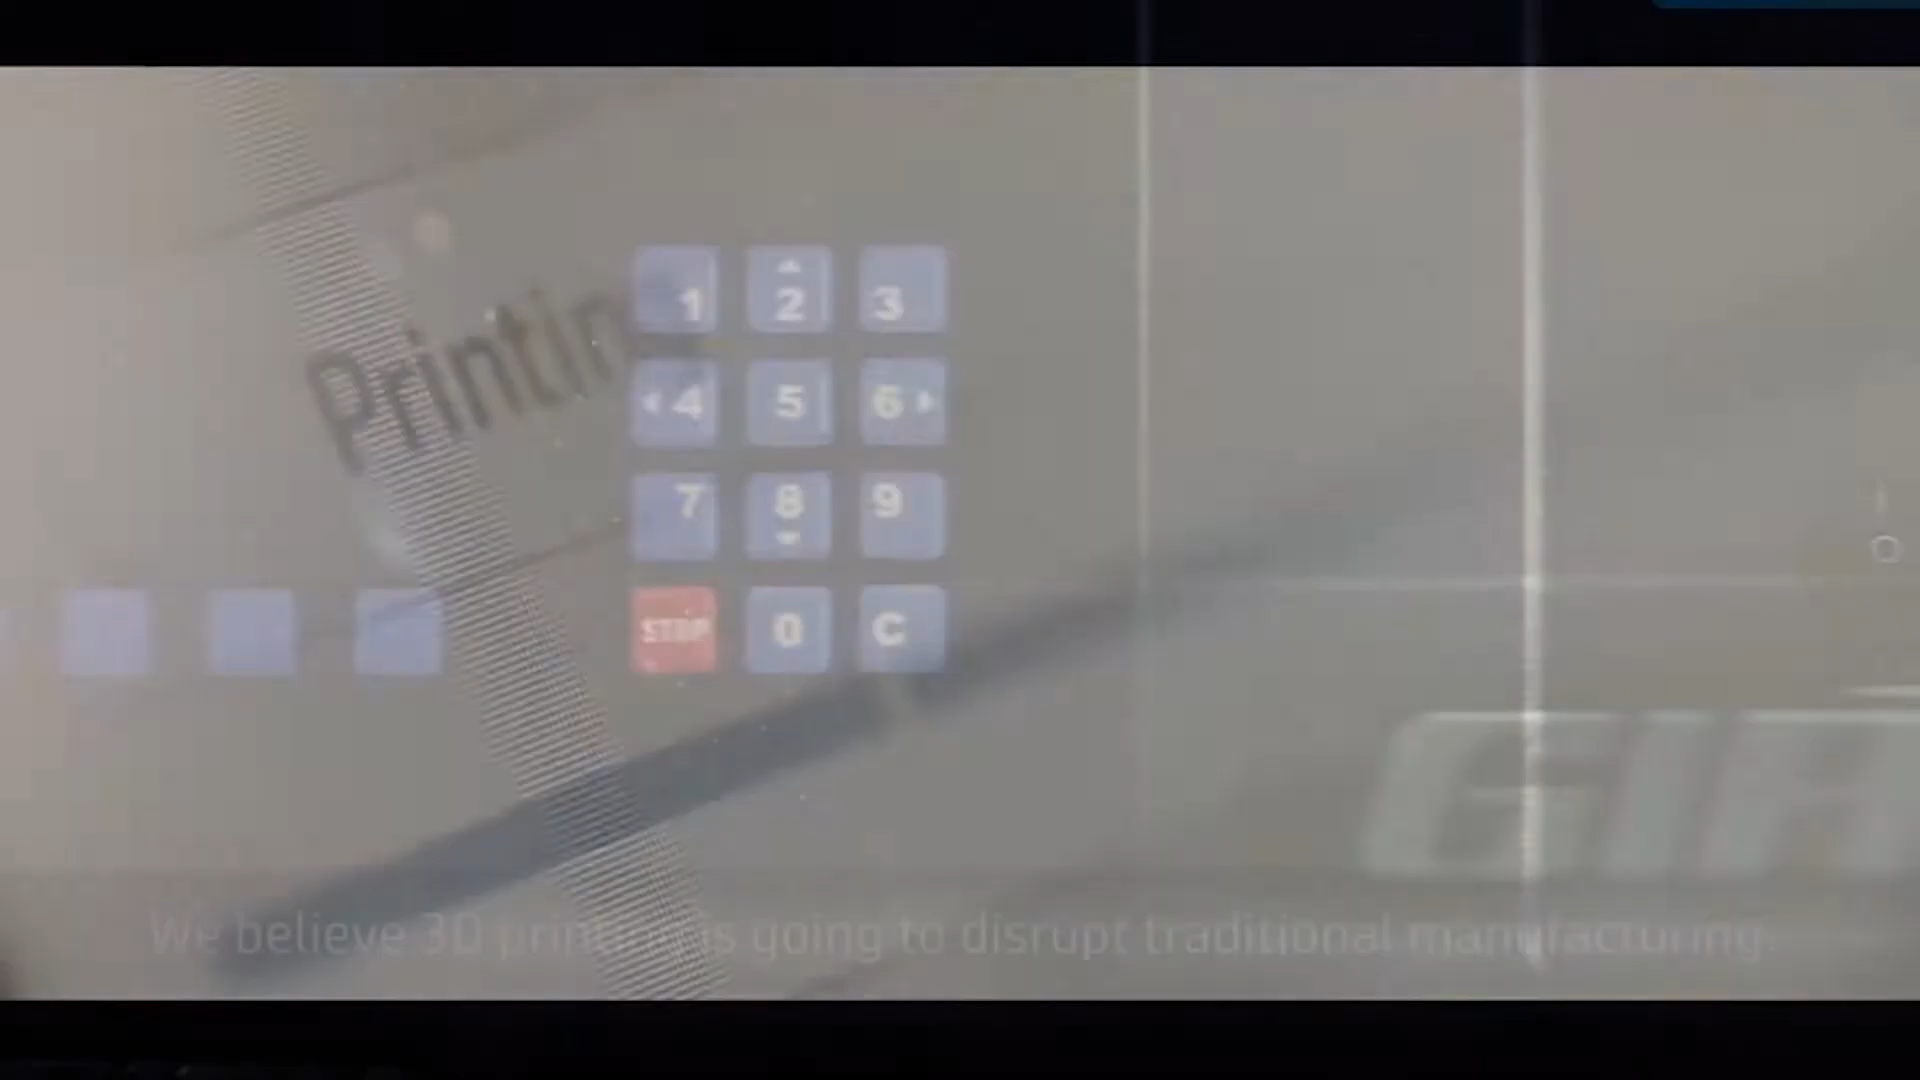 1 2 3
Printin
4 5 6
7 8 9
STOP 0 C
We believe 3D printing is going to disrupt traditional manufacturing.